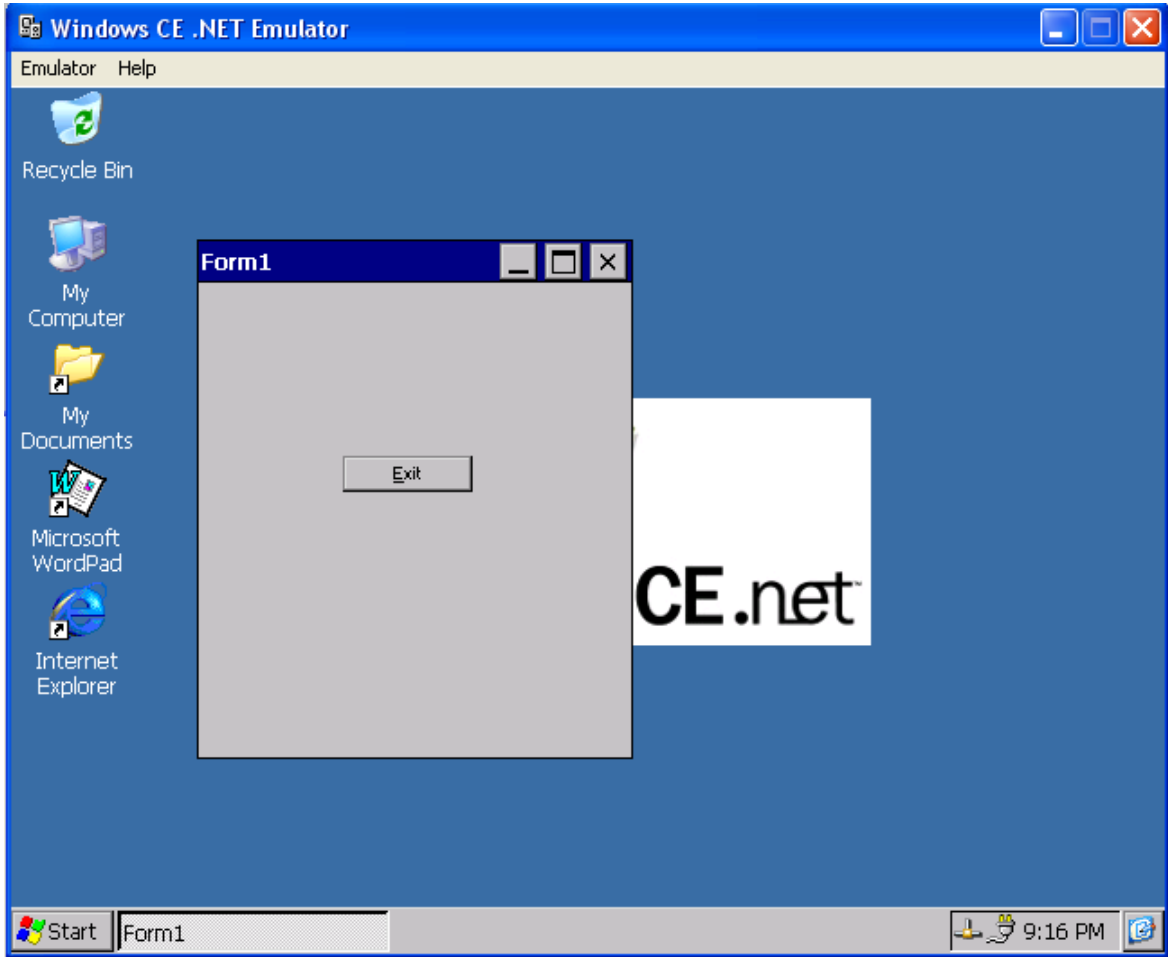 Windows CE .NET Emulator
Emulator Help
Recycle Bin
My
Computer
My
Documents
Microsoft
WordPad
Internet
Explorer
Form1
Exit
CE.net™
Start Form1 9:16 PM